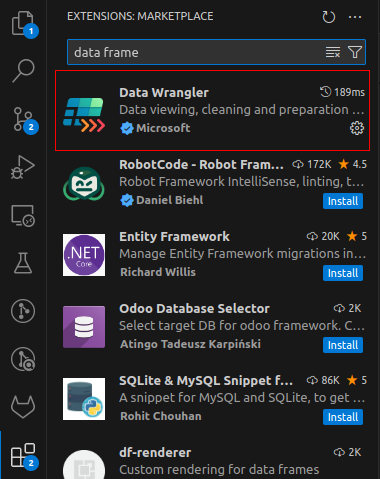 EXTENSIONS: MARKETPLACE
1
data frame
Data Wrangler 189ms
Data viewing, cleaning and preparation ...
Microsoft
2
RobotCode - Robot Fram... 172K 4.5
Robot Framework IntelliSense, linting, t...
Daniel Biehl Install
.NET
Core
Entity Framework 20K 5
Manage Entity Framework migrations in...
Richard Willis Install
Odoo Database Selector 2K
Select target DB for odoo framework. C...
Atingo Tadeusz Karpiński Install
SQLite & MySQL Snippet f... 86K 5
A snippet for MySQL and SQLite, to get ...
Rohit Chouhan Install
2
df-renderer 2K
Custom rendering for data frames